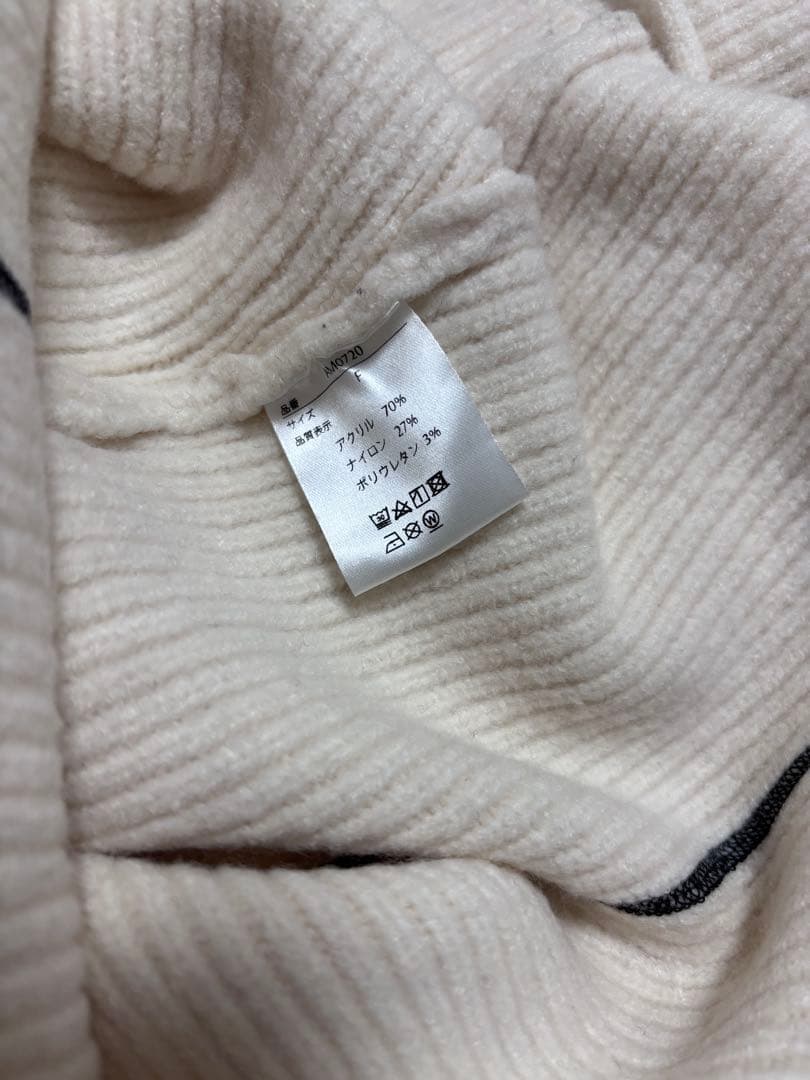 品番 AM0720
サイズ F
品質表示
アクリル 70%
ナイロン 27%
ポリウレタン 3%